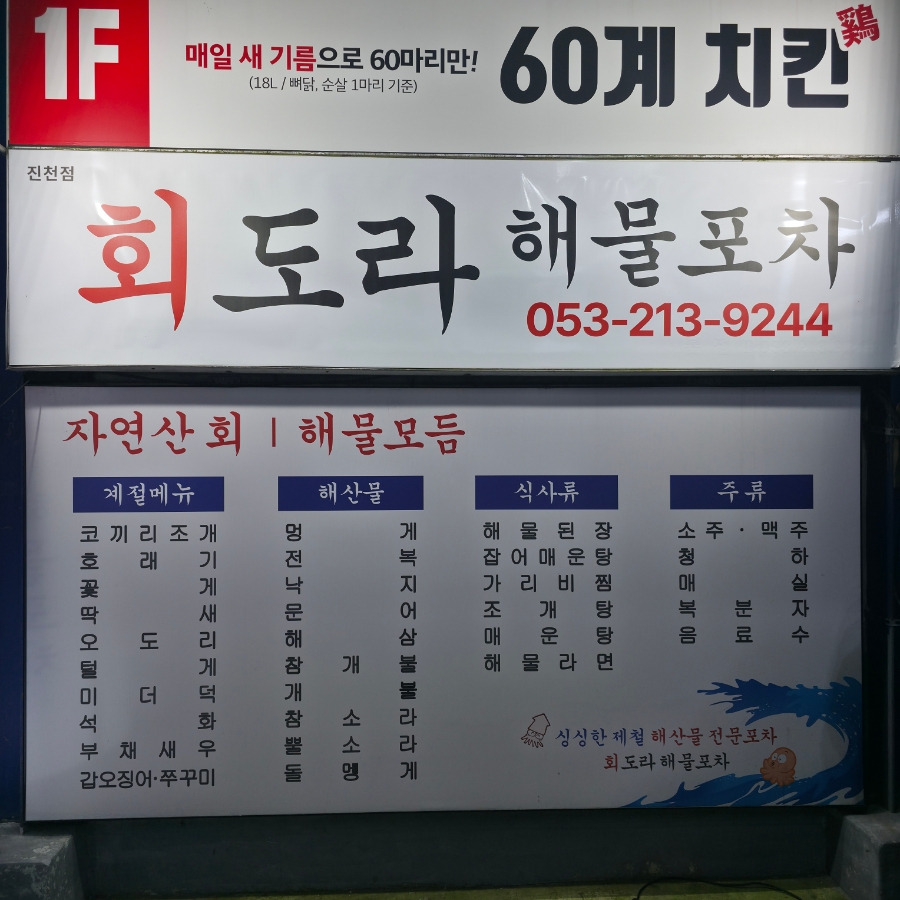 1F
매일 새 기름으로 60마리만!
(18L / 뼈닭, 순살 1마리 기준)
60계 치킨
鷄
진천점
회도라 해물포차
053-213-9244
자연산 회 | 해물모듬
계절메뉴
코끼리조개
호래기
꽃게
딱새
오도리
털게
미더덕
석화
부채새우
갑오징어·쭈꾸미
해산물
멍게
전복
낙지
문어
해삼
참개불
개불
참소라
뿔소라
돌멩게
식사류
해물된장
잡어매운탕
가리비찜
조개탕
매운탕
해물라면
주류
소주·맥주
청하
매실
복분자
음료수
싱싱한 제철 해산물 전문포차
회도라 해물포차